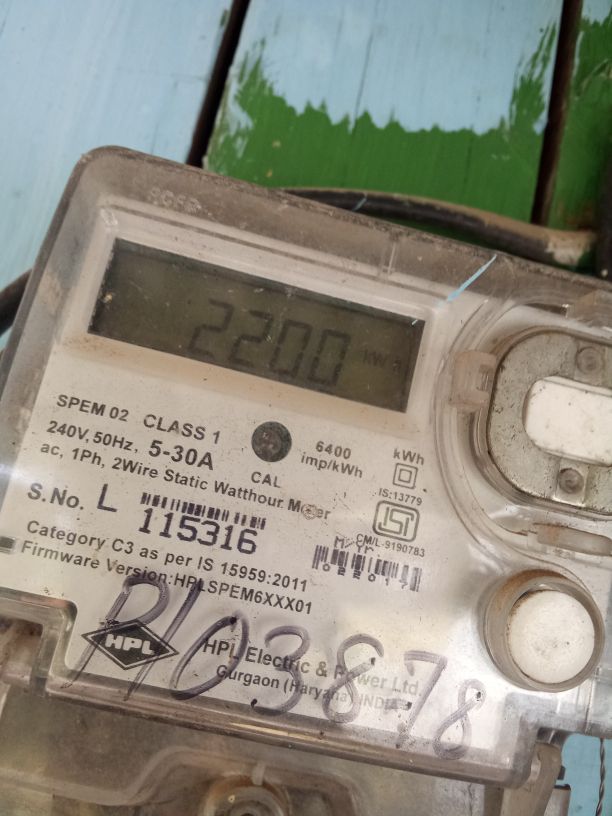 2200 kWh
SPEM 02 CLASS 1
240V, 50Hz, 5-30A
CAL
6400
imp/kWh
kWh
IS:13779
ac, 1Ph, 2Wire Static Watthour Meter
S.No. L 115316
CM/L-9190783
Category C3 as per IS 15959:2011
Firmware Version:HPLSPEM6XXX01
HPL
HPL Electric & Power Ltd.
Gurgaon (Haryana) INDIA